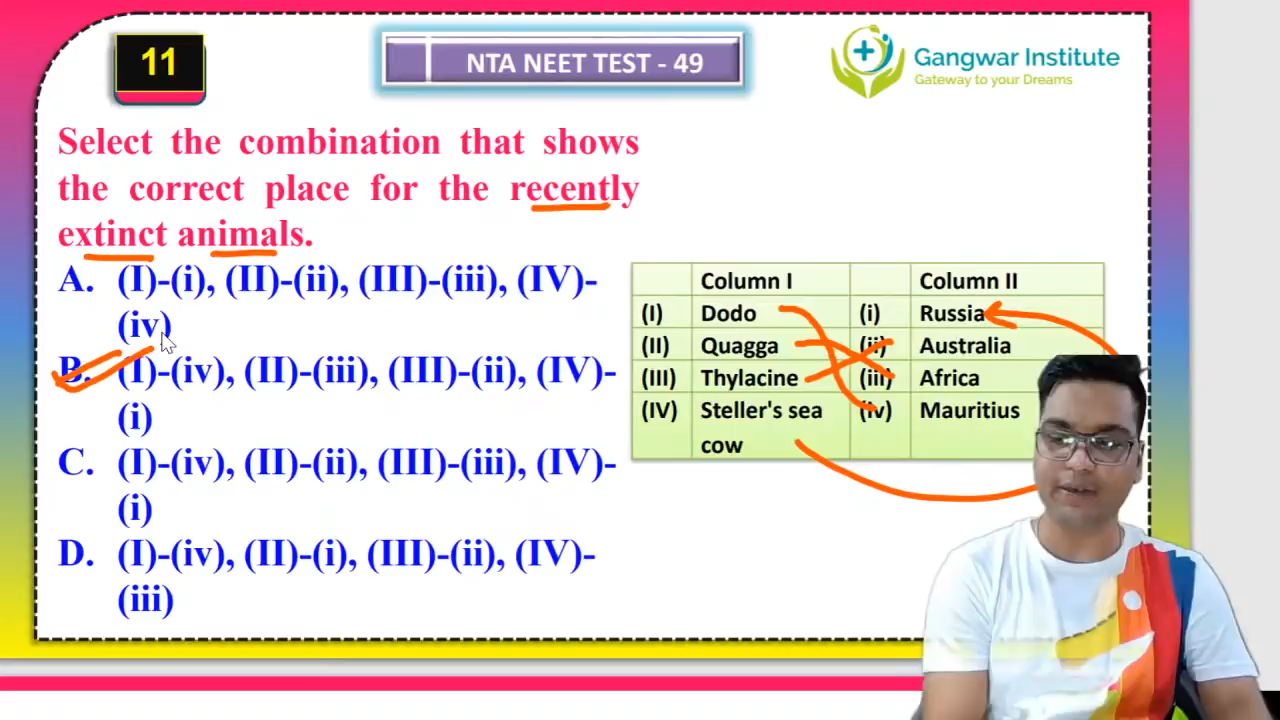 11
NTA NEET TEST - 49
Gangwar Institute
Gateway to your Dreams
Select the combination that shows
the correct place for the recently
extinct animals.
A. (I)-(i), (II)-(ii), (III)-(iii), (IV)-
(iv)
B. (I)-(iv), (II)-(iii), (III)-(ii), (IV)-
(i)
C. (I)-(iv), (II)-(ii), (III)-(iii), (IV)-
(i)
D. (I)-(iv), (II)-(i), (III)-(ii), (IV)-
(iii)
Column I Column II
(I) Dodo (i) Russia
(II) Quagga (ii) Australia
(III) Thylacine (iii) Africa
(IV) Steller's sea (iv) Mauritius
cow